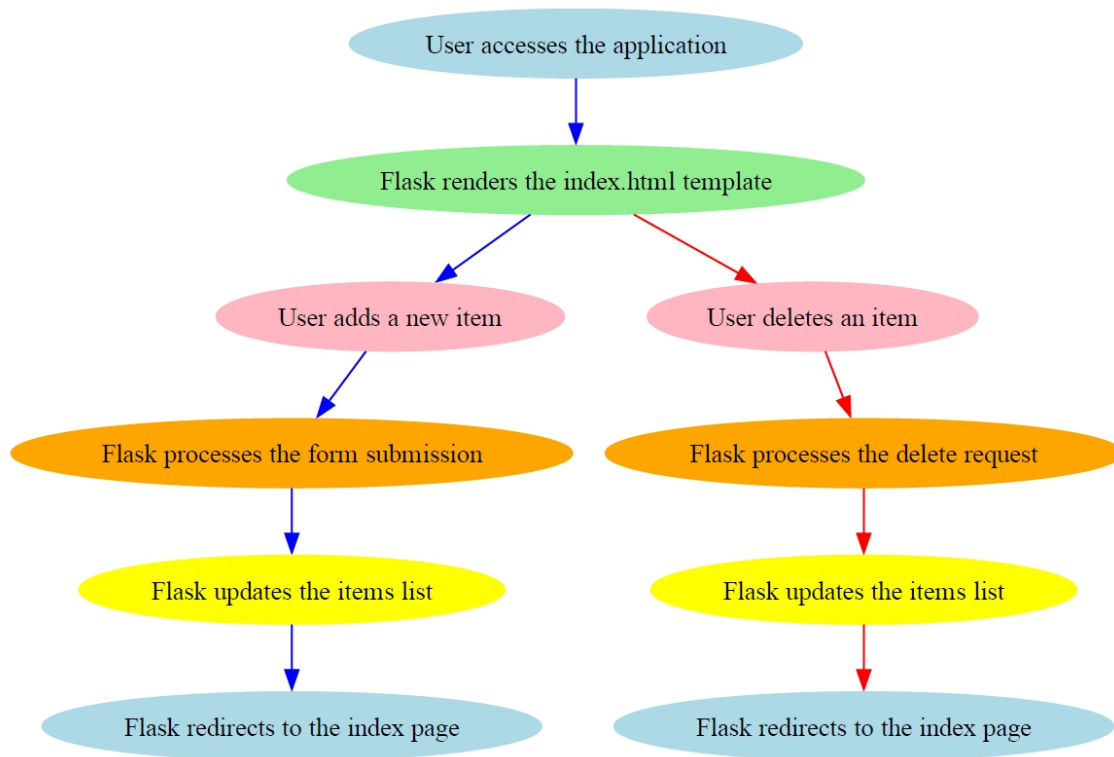 User accesses the application
Flask renders the index.html template
User adds a new item
User deletes an item
Flask processes the form submission
Flask processes the delete request
Flask updates the items list
Flask updates the items list
Flask redirects to the index page
Flask redirects to the index page